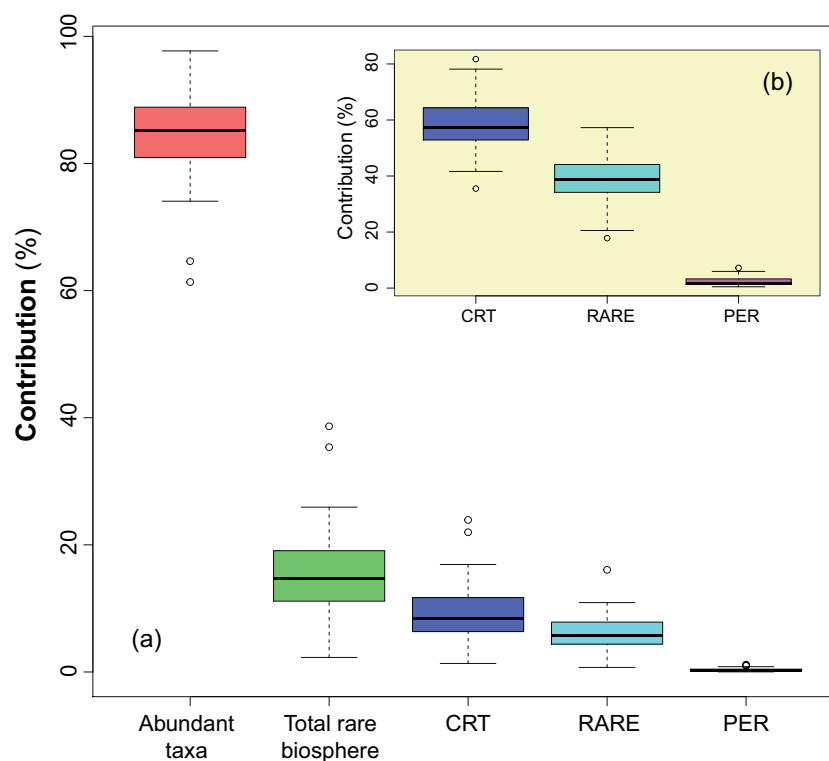 Contribution (%)
100
80
60
40
20
0
(a)
Abundant
taxa
Total rare
biosphere
CRT
RARE
PER
(b)
Contribution (%)
80
60
40
20
0
CRT
RARE
PER